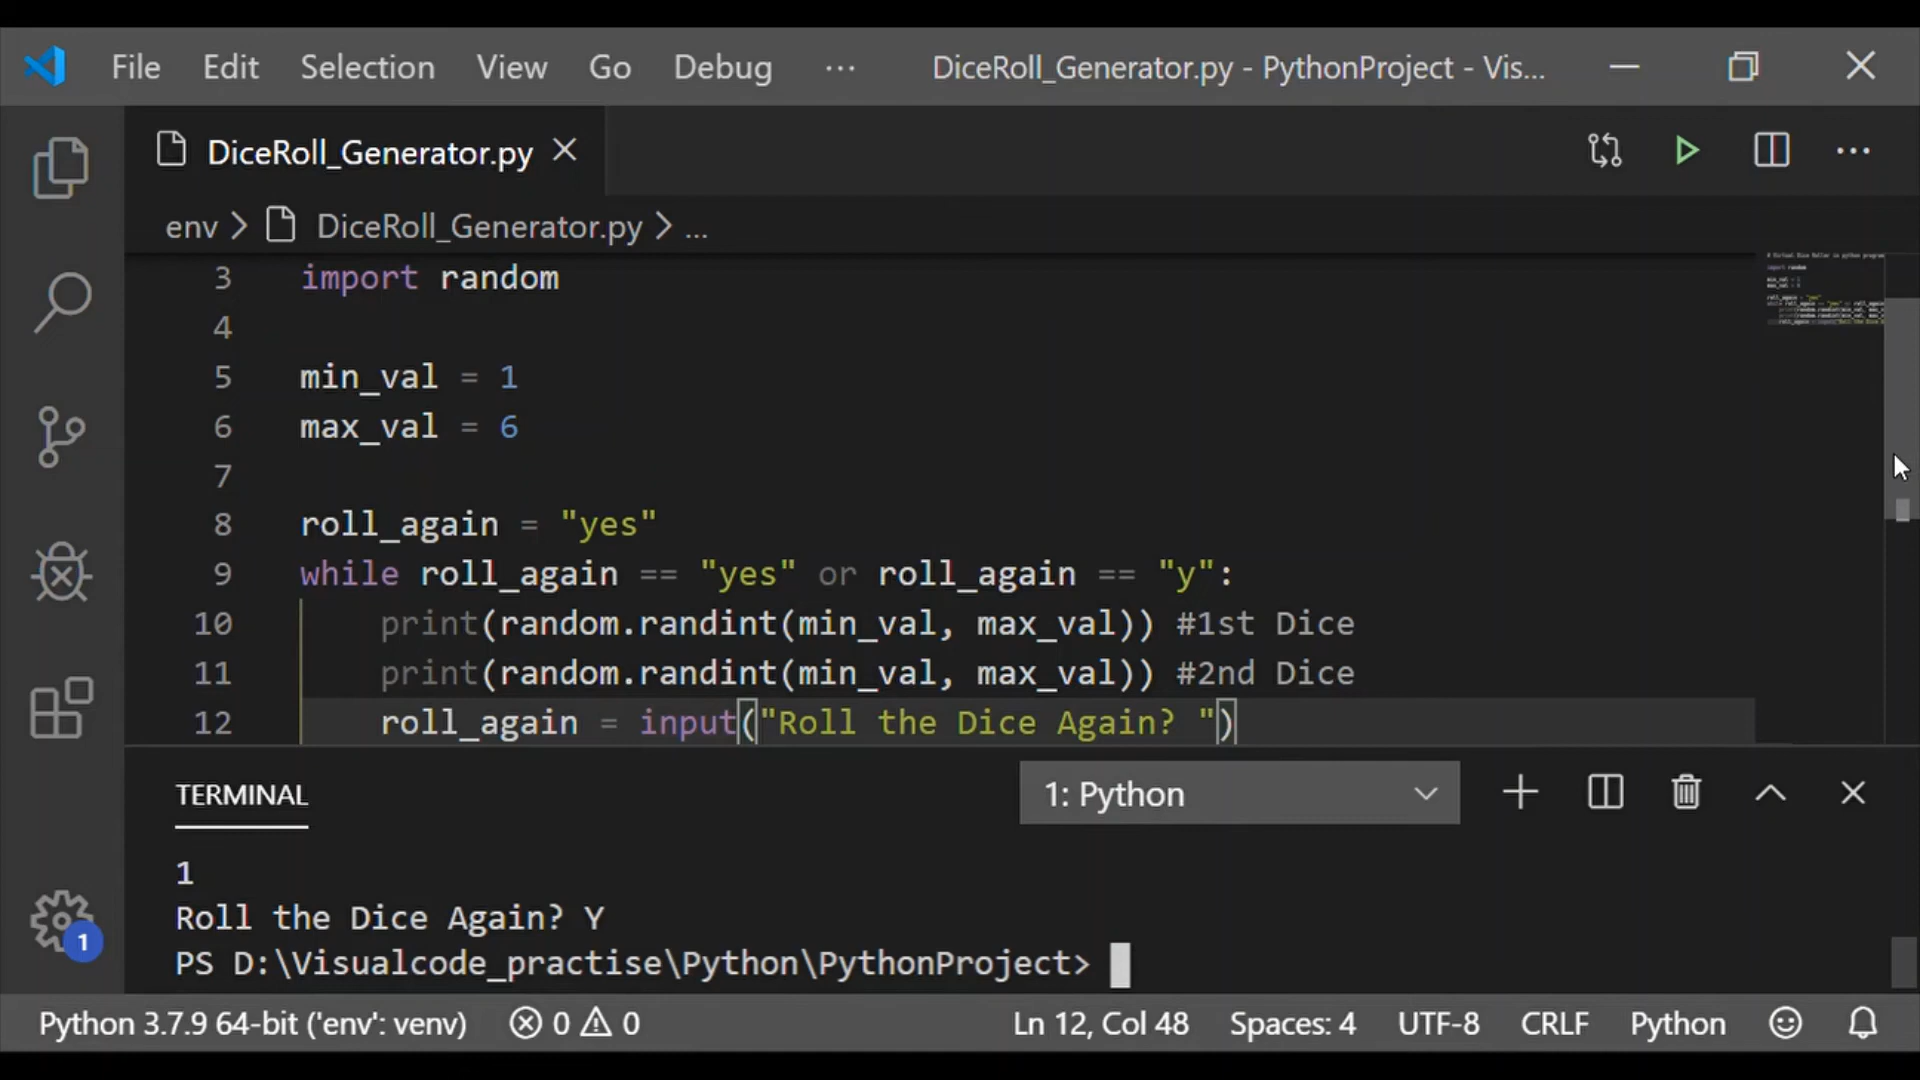 File Edit Selection View Go Debug ··· DiceRoll_Generator.py - PythonProject - Vis...
DiceRoll_Generator.py
env > DiceRoll_Generator.py > ...
3 import random
4
5 min_val = 1
6 max_val = 6
7
8 roll_again = "yes"
9 while roll_again == "yes" or roll_again == "y":
10 print(random.randint(min_val, max_val)) #1st Dice
11 print(random.randint(min_val, max_val)) #2nd Dice
12 roll_again = input("Roll the Dice Again? ")
TERMINAL 1: Python
1
Roll the Dice Again? Y
PS D:\Visualcode_practise\Python\PythonProject>
1
Python 3.7.9 64-bit ('env': venv) 0 0 Ln 12, Col 48 Spaces: 4 UTF-8 CRLF Python